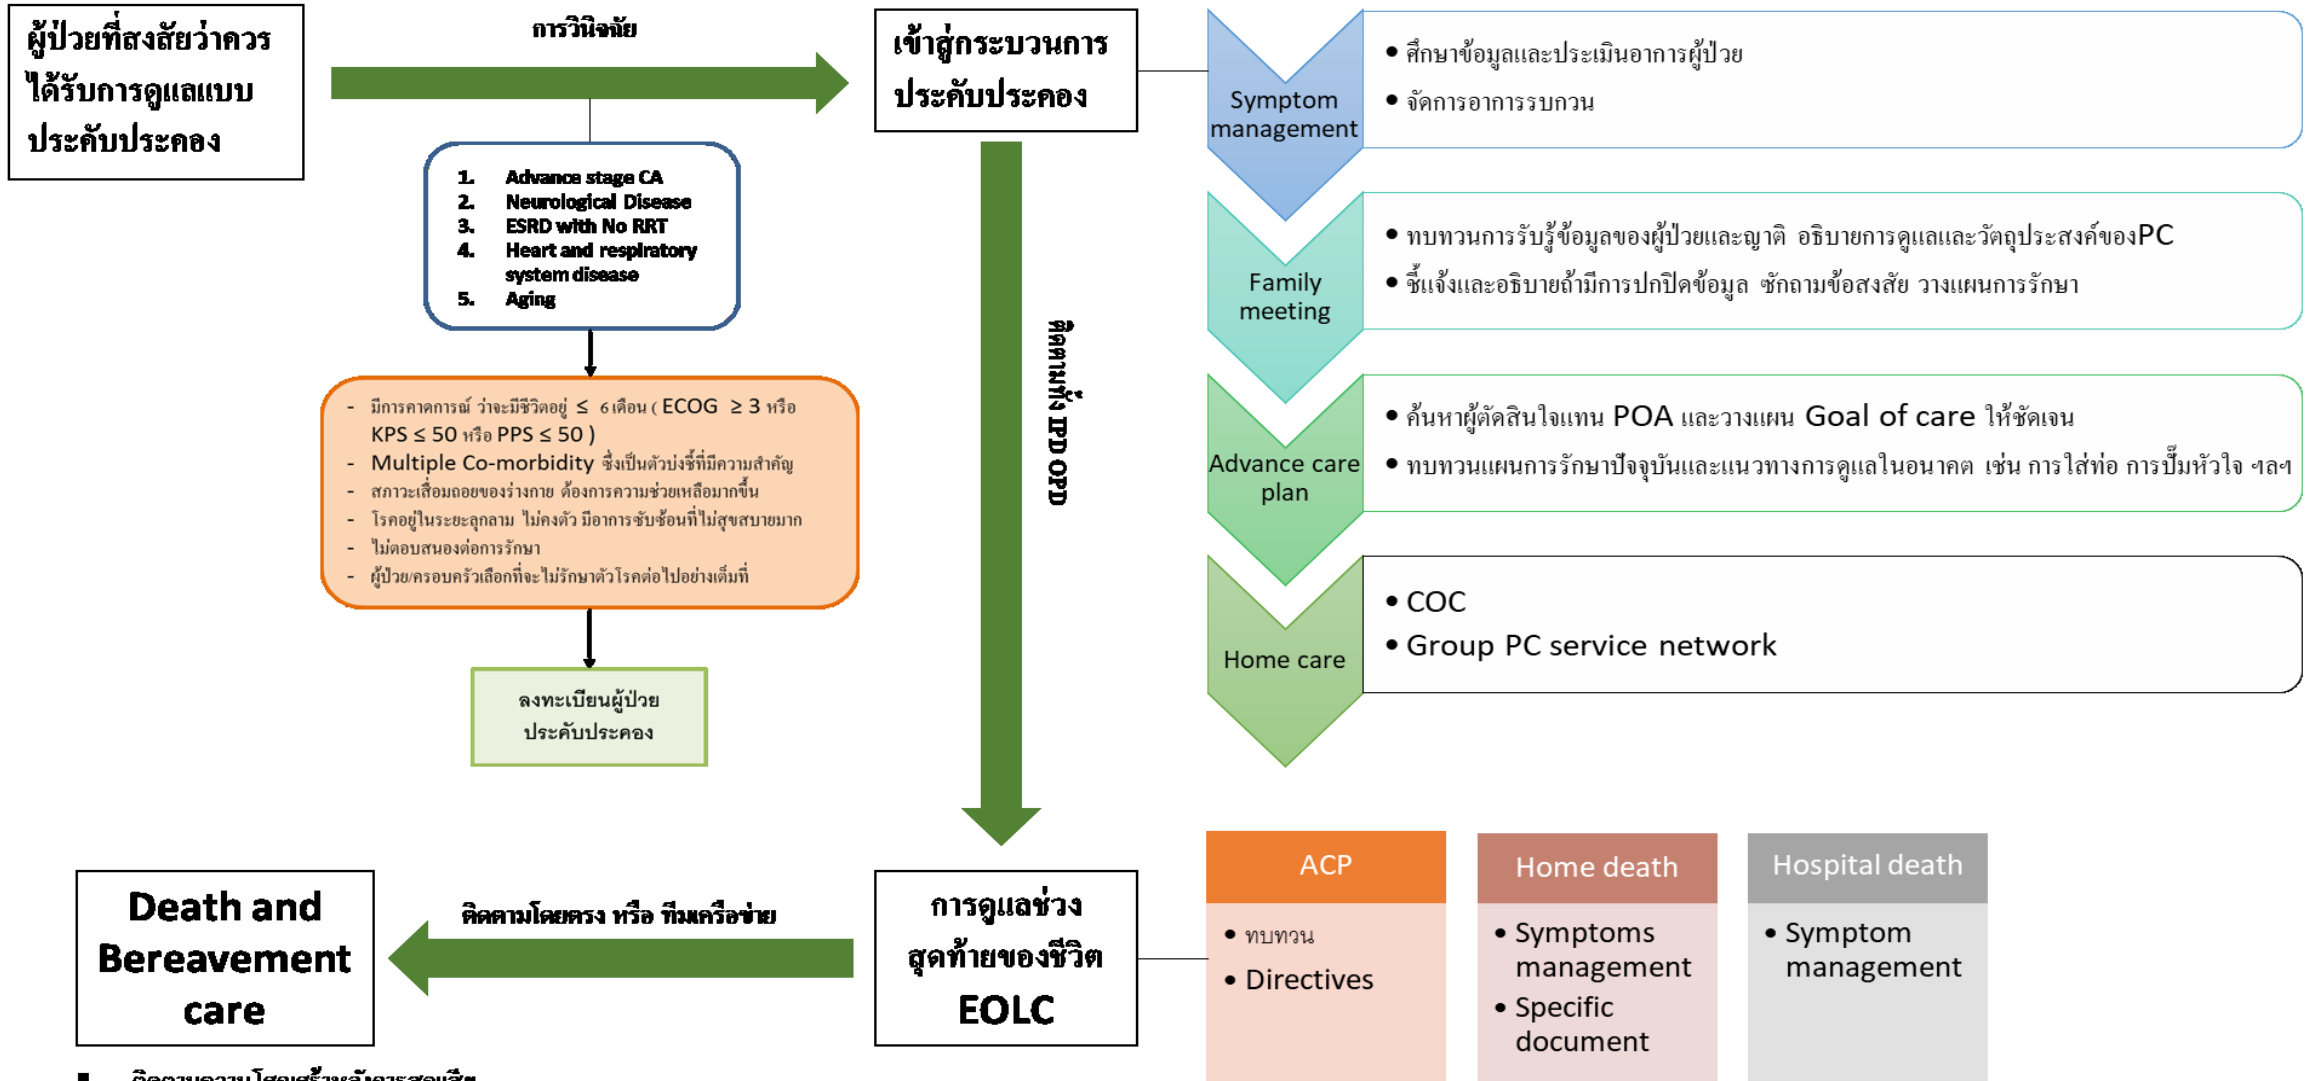 ผู้ป่วยที่สงสัยว่าควร
ได้รับการดูแลแบบ
ประคับประคอง
การวินิจฉัย
เข้าสู่กระบวนการ
ประคับประคอง
1. Advance stage CA
2. Neurological Disease
3. ESRD with No RRT
4. Heart and respiratory
system disease
5. Aging
- มีการคาดการณ์ ว่าจะมีชีวิตอยู่ ≤ 6 เดือน ( ECOG ≥ 3 หรือ
KPS ≤ 50 หรือ PPS ≤ 50 )
- Multiple Co-morbidity ซึ่งเป็นตัวบ่งชี้ที่มีความสำคัญ
- สภาวะเสื่อมถอยของร่างกาย ต้องการความช่วยเหลือมากขึ้น
- โรคอยู่ในระยะลุกลาม ไม่คงตัว มีอาการซับซ้อนที่ไม่สุขสบายมาก
- ไม่ตอบสนองต่อการรักษา
- ผู้ป่วย/ครอบครัวเลือกที่จะไม่รักษาตัวโรคต่อไปอย่างเต็มที่
ลงทะเบียนผู้ป่วย
ประคับประคอง
ติดตามทั้ง IPD OPD
Symptom
management
• ศึกษาข้อมูลและประเมินอาการผู้ป่วย
• จัดการอาการรบกวน
Family
meeting
• ทบทวนการรับรู้ข้อมูลของผู้ป่วยและญาติ อธิบายการดูแลและวัตถุประสงค์ของPC
• ชี้แจ้งและอธิบายถ้ามีการปกปิดข้อมูล ซักถามข้อสงสัย วางแผนการรักษา
Advance care
plan
• ค้นหาผู้ตัดสินใจแทน POA และวางแผน Goal of care ให้ชัดเจน
• ทบทวนแผนการรักษาปัจจุบันและแนวทางการดูแลในอนาคต เช่น การใส่ท่อ การปั๊มหัวใจ ฯลฯ
Home care
• COC
• Group PC service network
Death and
Bereavement
care
ติดตามโดยตรง หรือ ทีมเครือข่าย
การดูแลช่วง
สุดท้ายของชีวิต
EOLC
ACP
• ทบทวน
• Directives
Home death
• Symptoms
management
• Specific
document
Hospital death
• Symptom
management
ติดตามความโศกเศร้าหลังการสูญเสีย